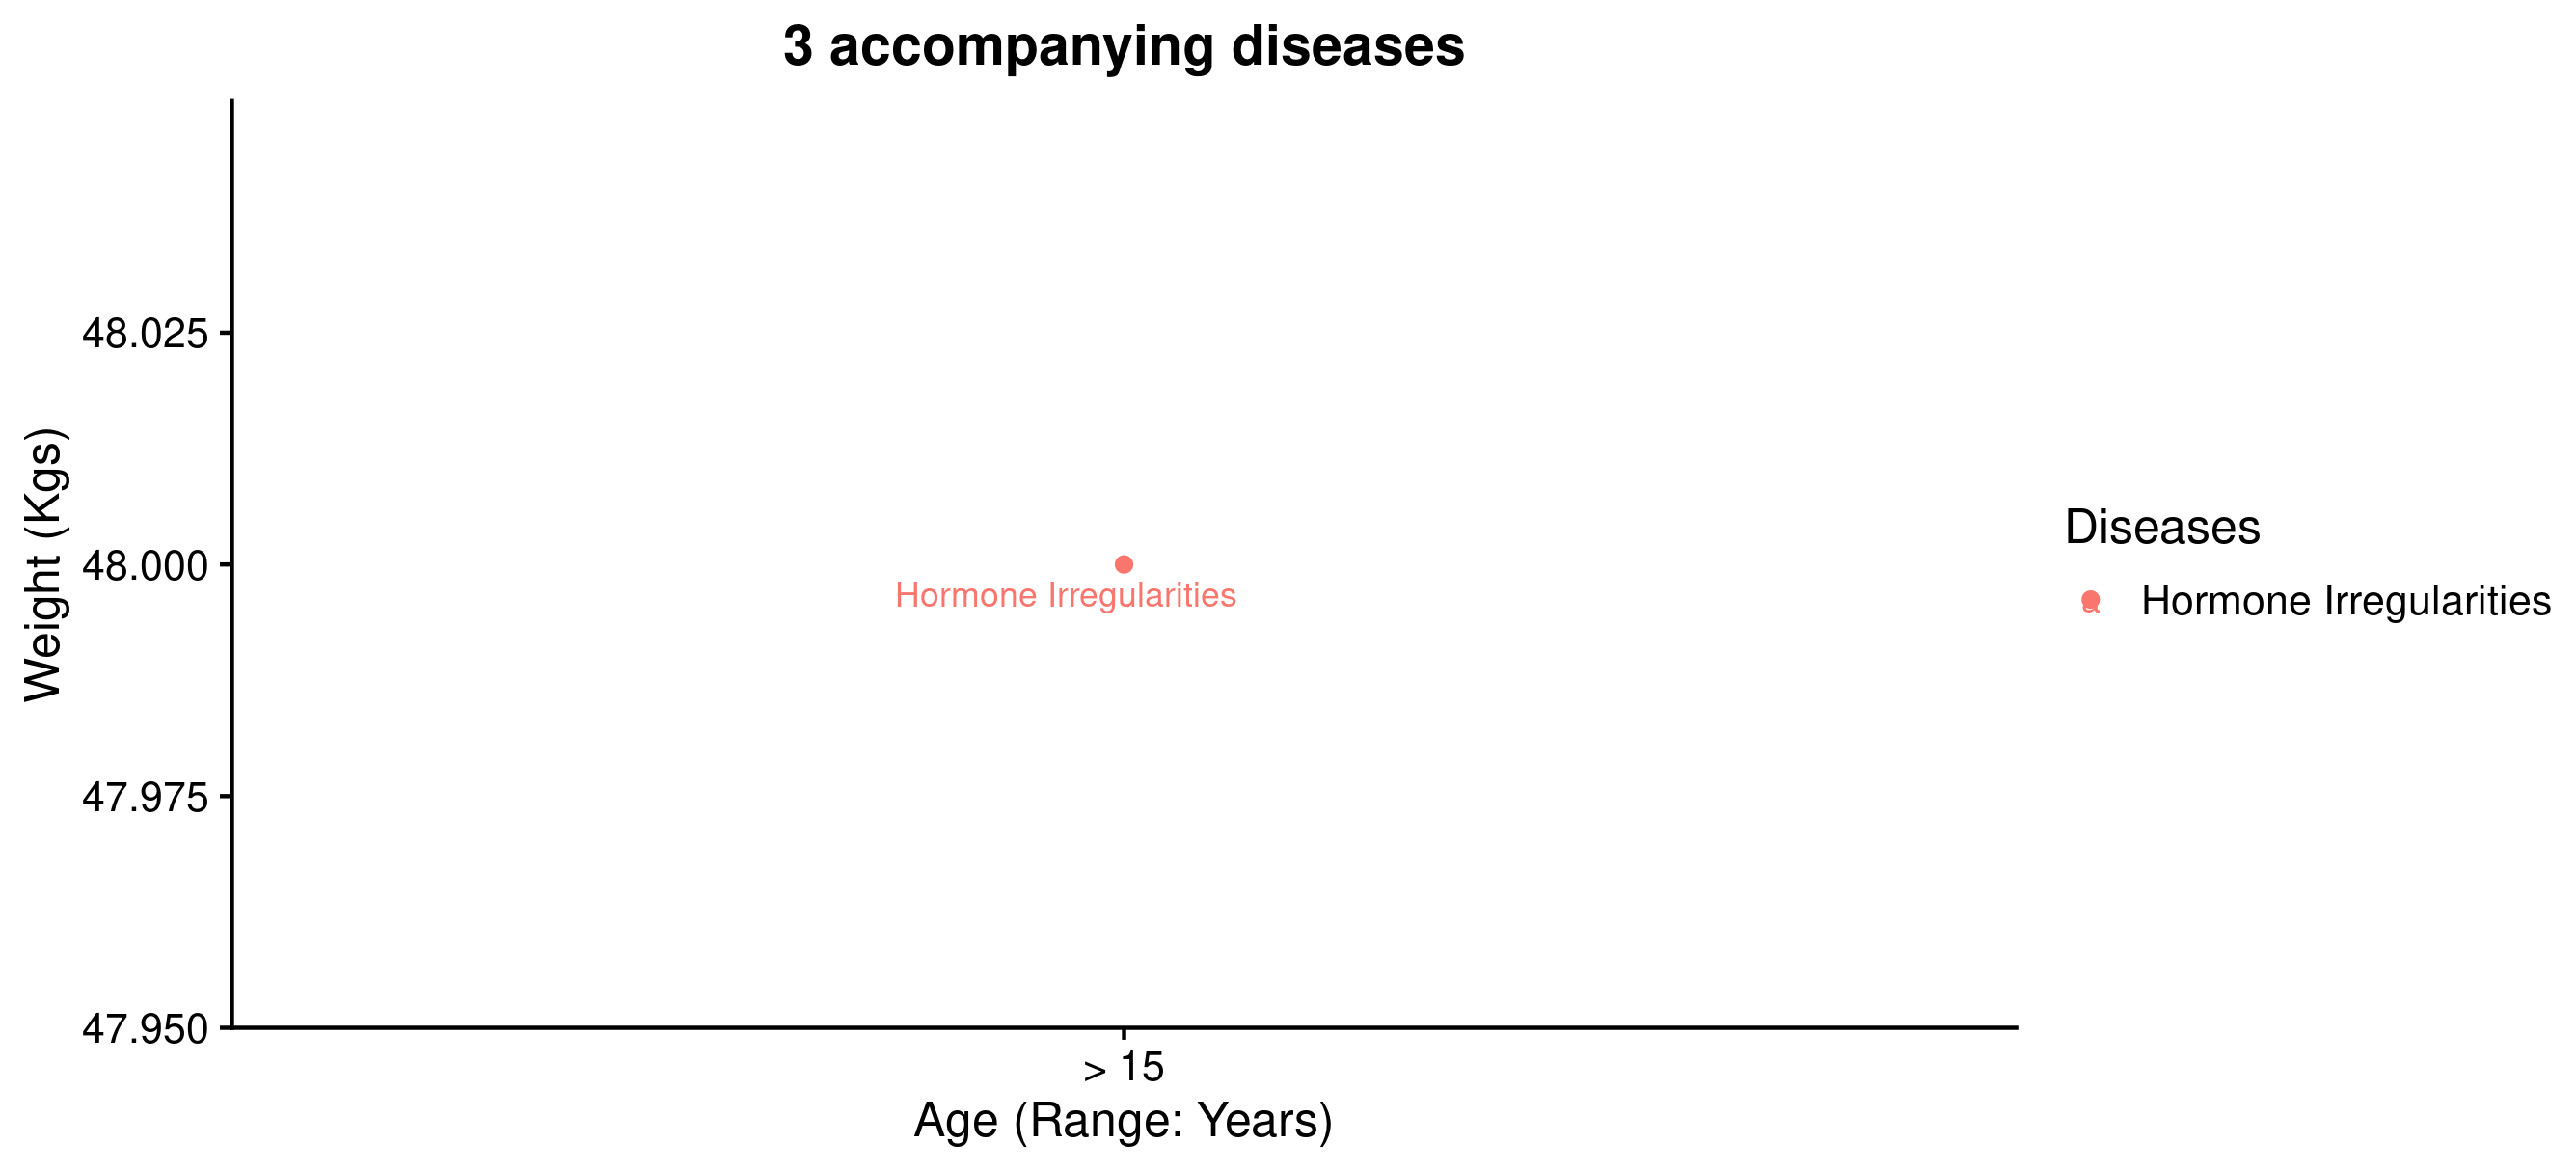 3 accompanying diseases
Weight (Kgs)
48.025
48.000
47.975
47.950
Hormone Irregularities
> 15
Age (Range: Years)
Diseases
Hormone Irregularities